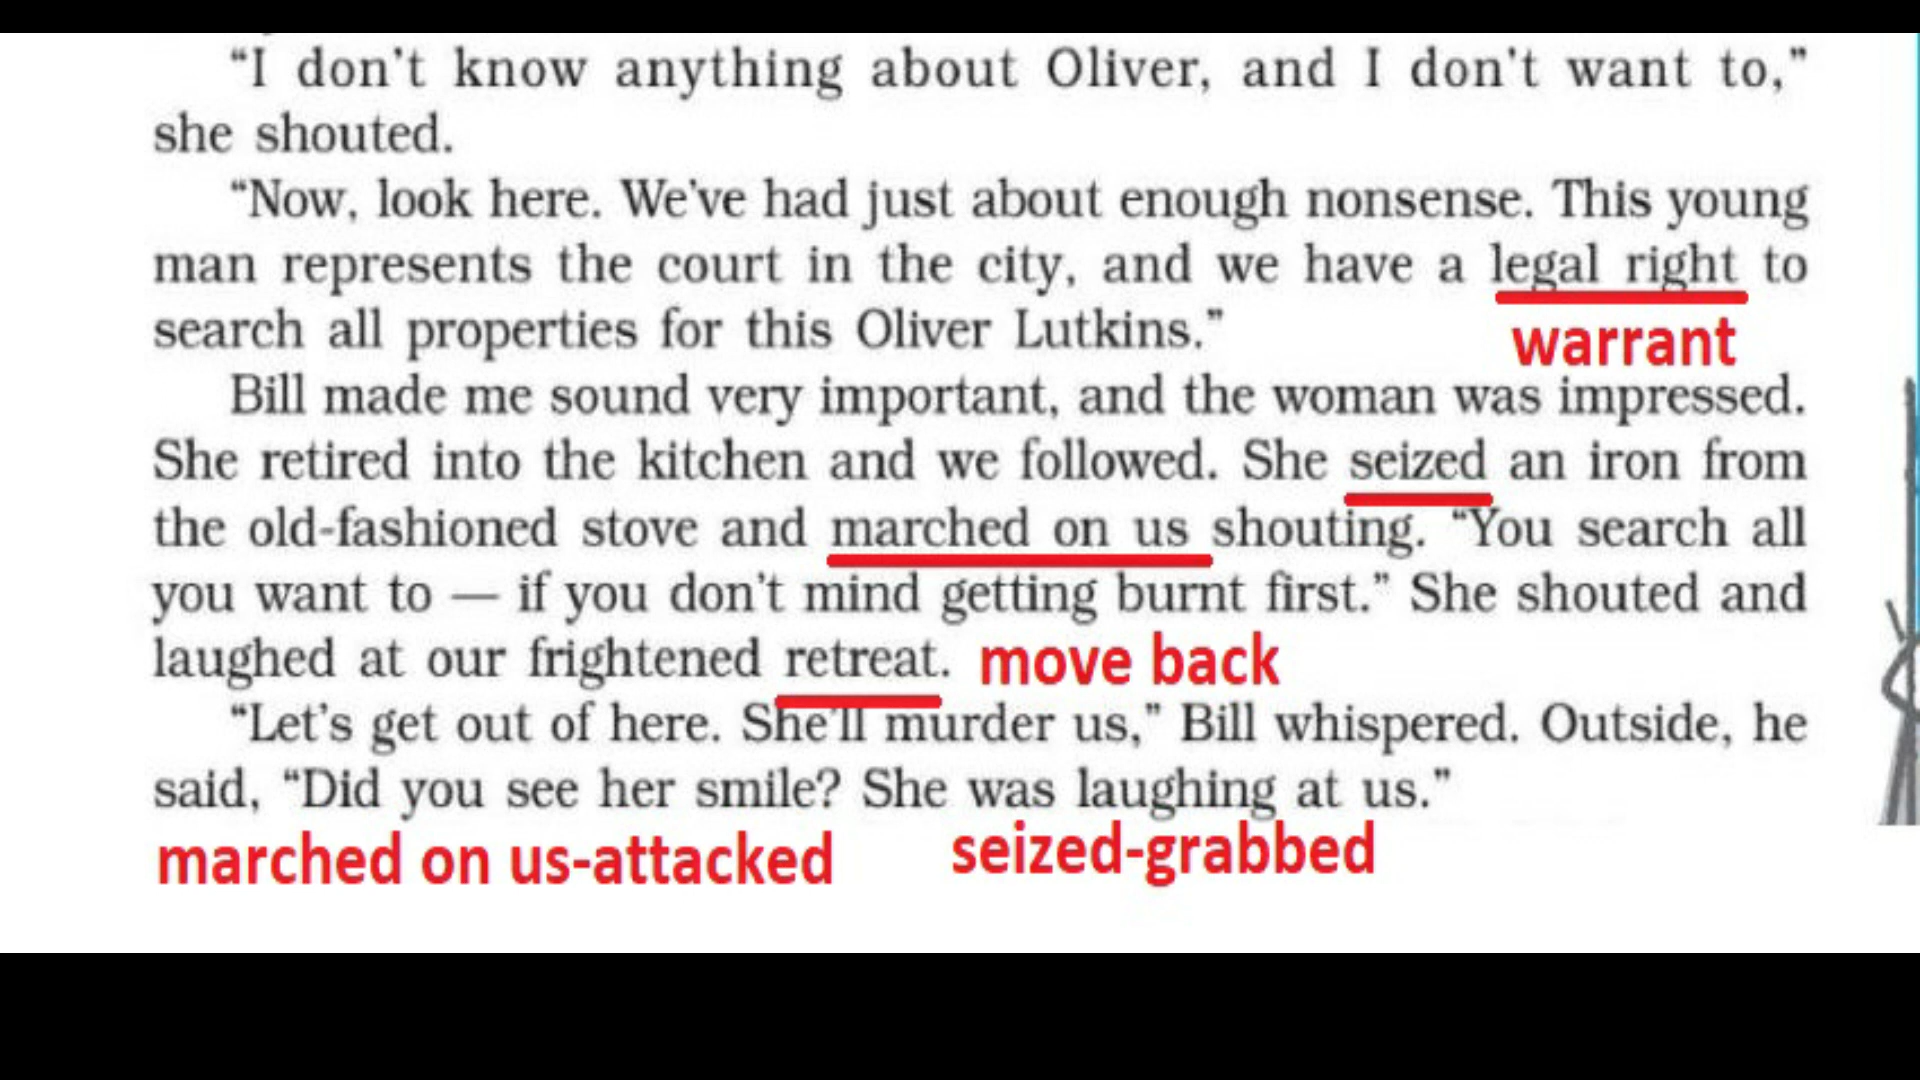 “I don’t know anything about Oliver, and I don’t want to,”
she shouted.
“Now, look here. We’ve had just about enough nonsense. This young
man represents the court in the city, and we have a legal right to
search all properties for this Oliver Lutkins.”
warrant
Bill made me sound very important, and the woman was impressed.
She retired into the kitchen and we followed. She seized an iron from
the old-fashioned stove and marched on us shouting. “You search all
you want to — if you don’t mind getting burnt first.” She shouted and
laughed at our frightened retreat. move back
“Let’s get out of here. She’ll murder us,” Bill whispered. Outside, he
said, “Did you see her smile? She was laughing at us.”
marched on us-attacked seized-grabbed